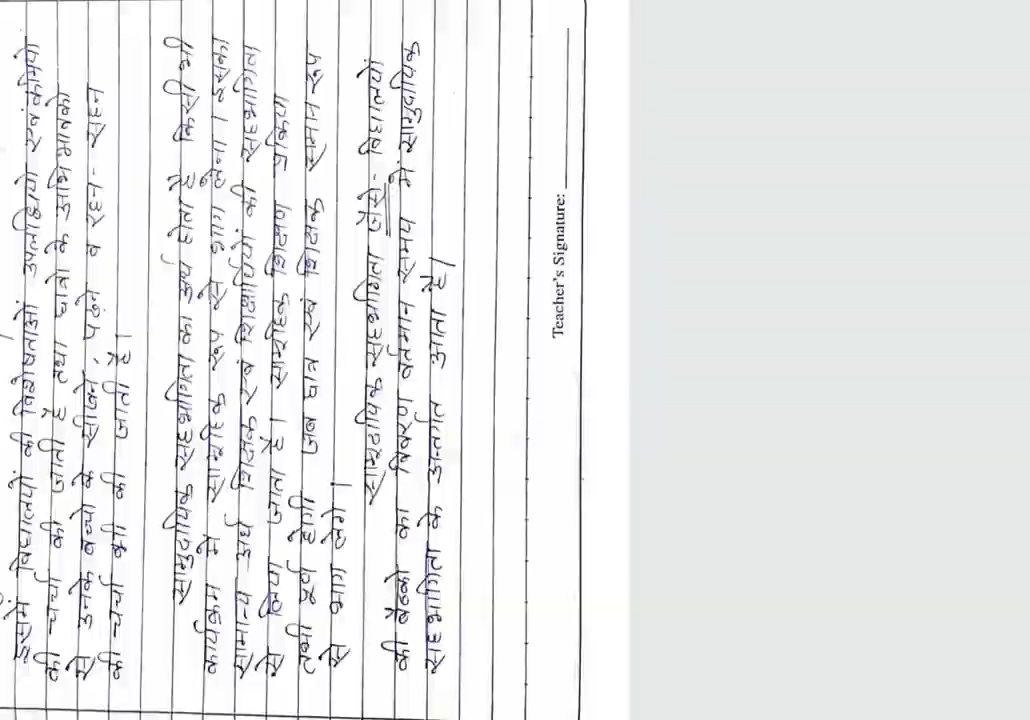 इसमें विद्यालयो की विशेषताओं उपलब्धियो एवं कमियो
की चर्चा की जाती है तथा छात्रो के अभिभावको
से उनके बच्चो के सीखने, पढ़ने व रहन - सहन
की चर्चा भी की जाती है।
सामुदायिक सहभागिता का अर्थ होता है किसी भी
कार्यक्रम में सामूहिक रूप से भाग लेना। इसका
सामान्य अर्थ शिक्षक एवं शिक्षार्थियों की सहभागिता
से लिया जाता है। सामूहिक शिक्षण प्रक्रिया
तभी पूर्ण होगी जब छात्र एवं शिक्षक समान रूप
से भाग लेगे।
सामुदायिक सहभागिता जैसे - विद्यालयो
की बैठको का विवरण वर्तमान समय में सामुदायिक
सहभागिता के अन्तर्गत आता है।
Teacher's Signature: